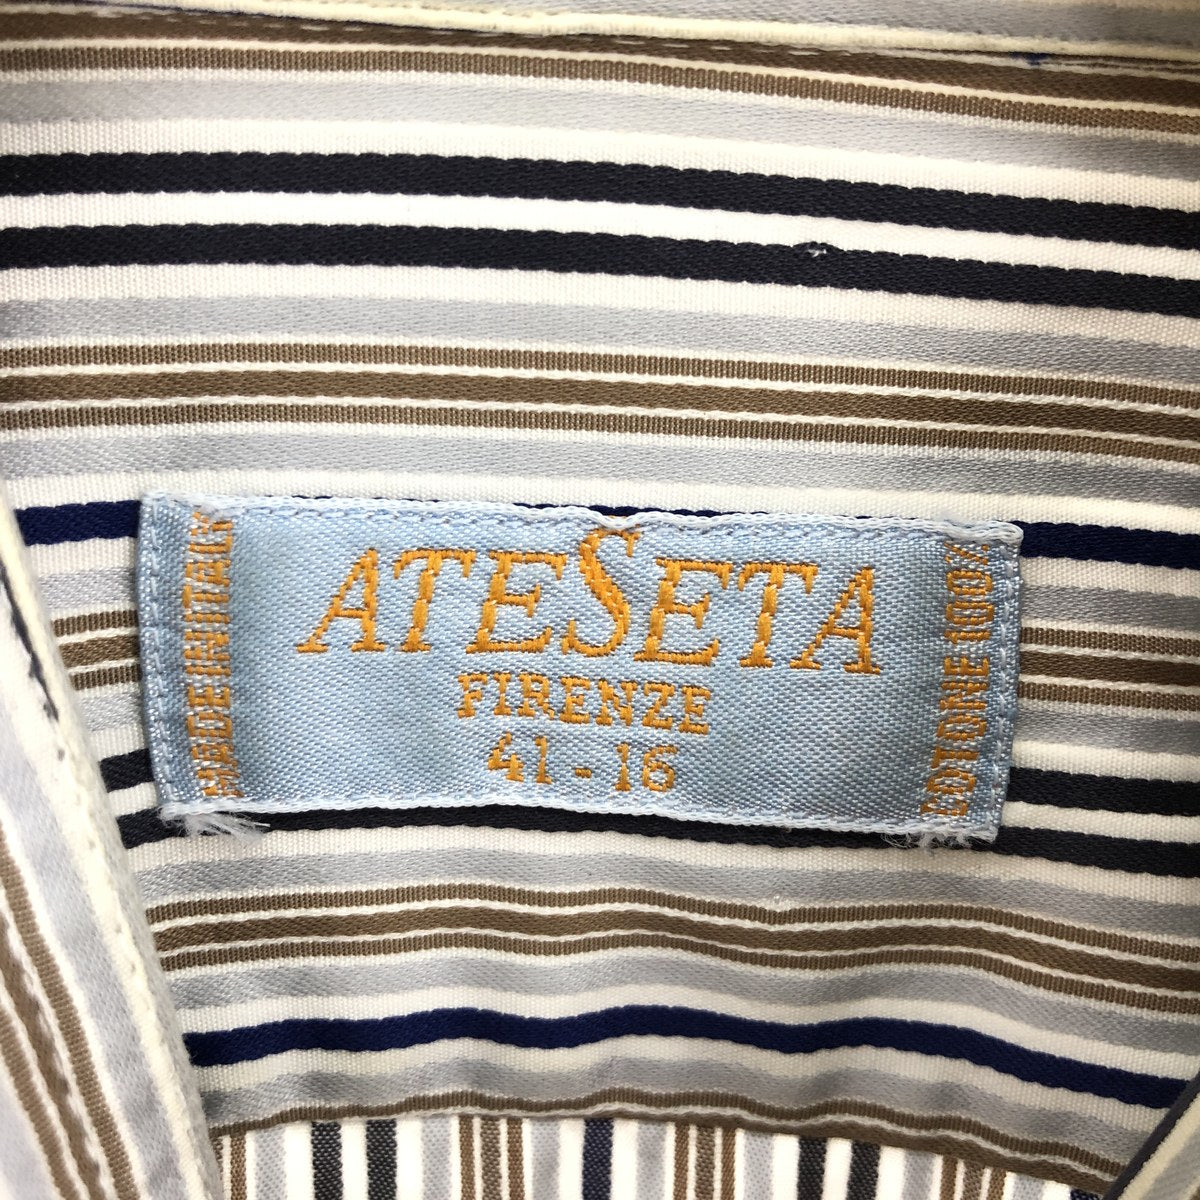 MADE IN ITALY
ATESETA
FIRENZE
41-16
COTONE 100%